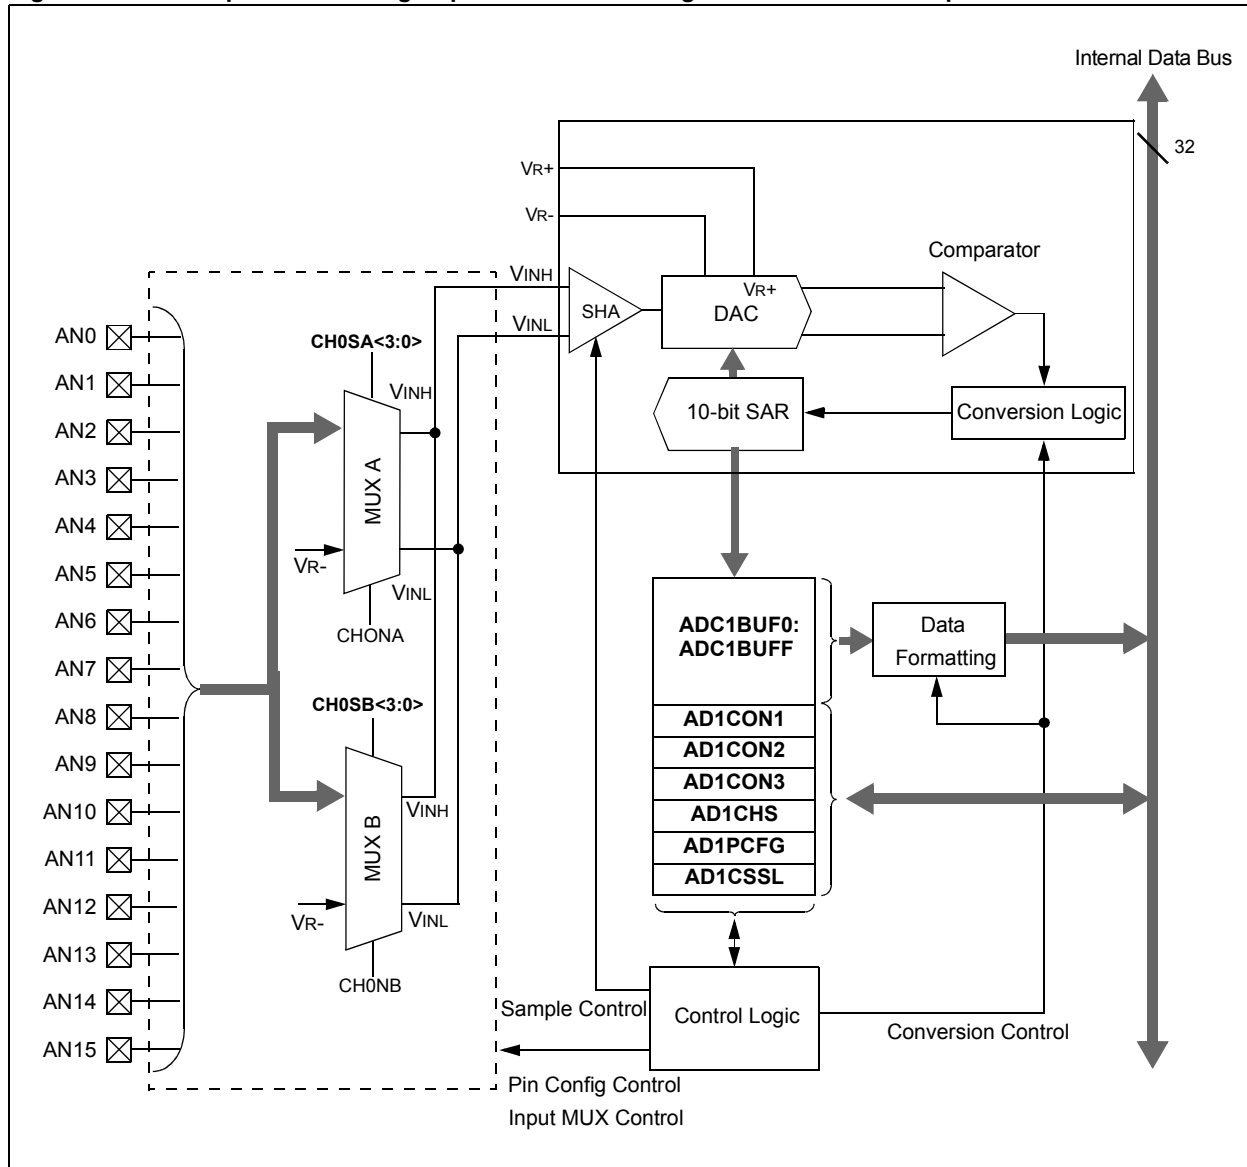 Internal Data Bus
32
VR+
VR-
Comparator
VINH
VINL
SHA
VR+
DAC
AN0
AN1
AN2
AN3
AN4
AN5
AN6
AN7
AN8
AN9
AN10
AN11
AN12
AN13
AN14
AN15
CH0SA<3:0>
VINH
MUX A
VR-
VINL
CHONA
10-bit SAR
Conversion Logic
CH0SB<3:0>
VINH
MUX B
VR-
VINL
CH0NB
ADC1BUF0:
ADC1BUFF
Data
Formatting
AD1CON1
AD1CON2
AD1CON3
AD1CHS
AD1PCFG
AD1CSSL
Sample Control
Control Logic
Conversion Control
Pin Config Control
Input MUX Control